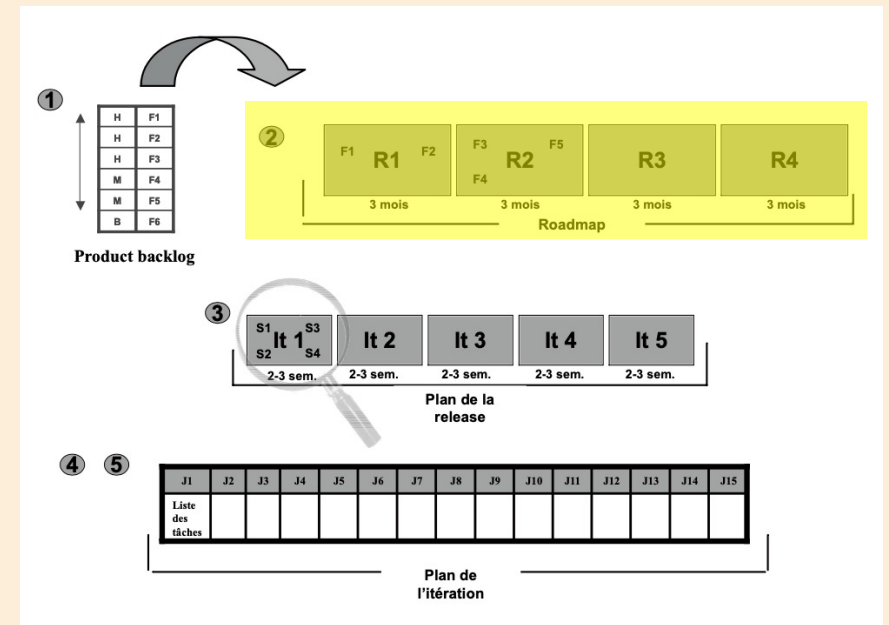 1
H F1
H F2
H F3
M F4
M F5
B F6
Product backlog
2
F1 R1 F2
F3 R2 F5
F4
R3
R4
3 mois 3 mois 3 mois 3 mois
Roadmap
3
S1 It 1 S3
S2 S4
It 2
It 3
It 4
It 5
2-3 sem. 2-3 sem. 2-3 sem. 2-3 sem. 2-3 sem.
Plan de la
release
4 5
J1 J2 J3 J4 J5 J6 J7 J8 J9 J10 J11 J12 J13 J14 J15
Liste
des
tâches
Plan de
l'itération